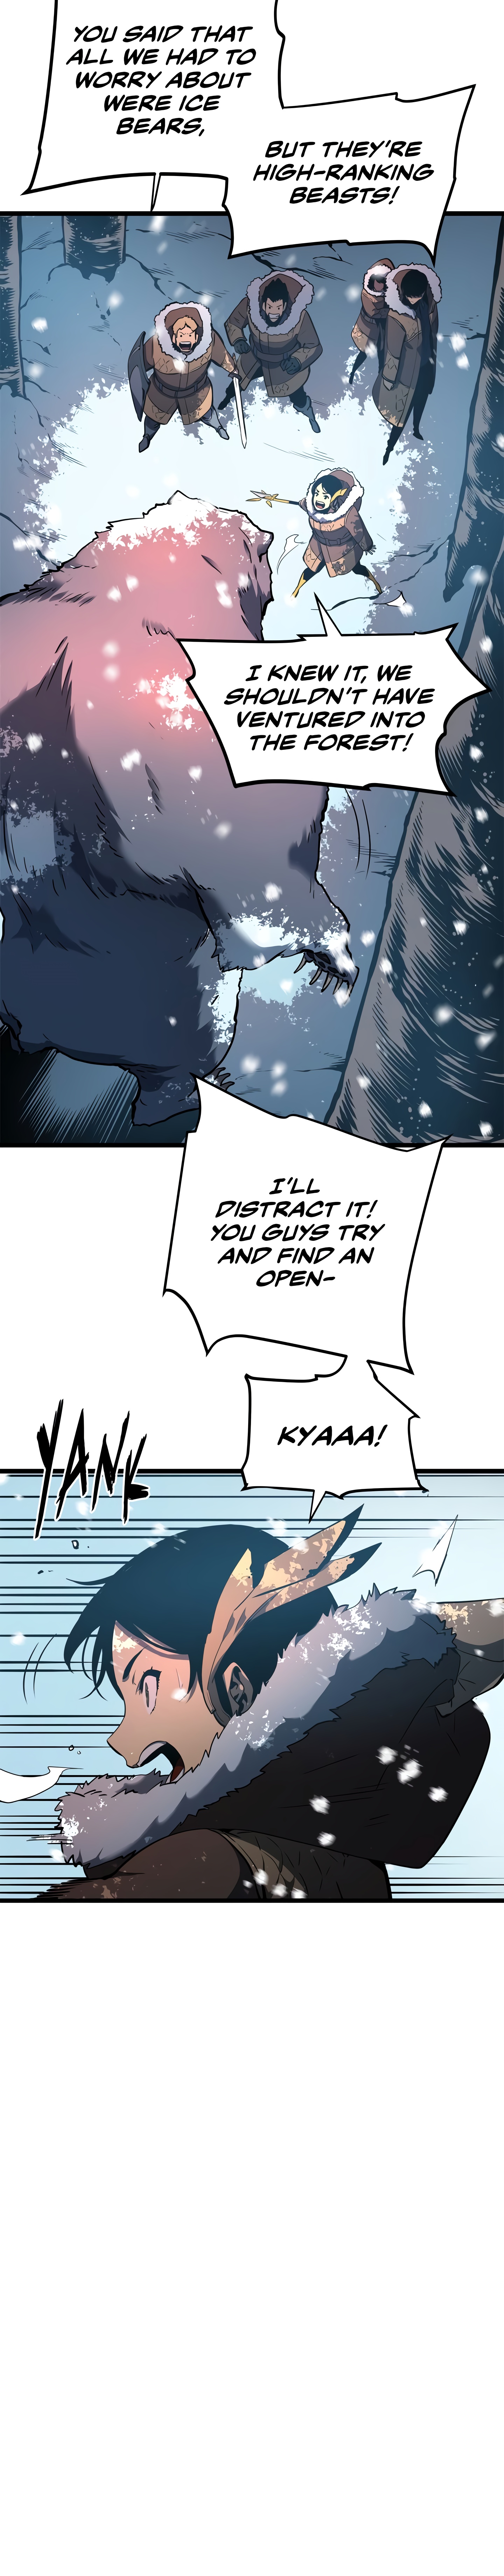 YOU SAID THAT
ALL WE HAD TO
WORRY ABOUT
WERE ICE
BEARS,
BUT THEY'RE
HIGH-RANKING
BEASTS!
I KNEW IT, WE
SHOULDN'T HAVE
VENTURED INTO
THE FOREST!
I'LL
DISTRACT IT!
YOU GUYS TRY
AND FIND AN
OPEN-
KYAAA!
YANK